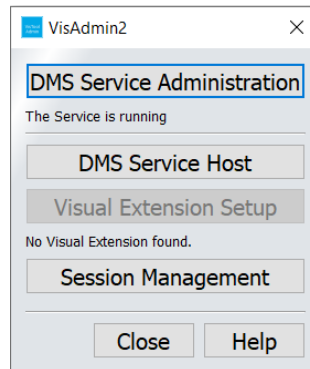 VisAdmin2
DMS Service Administration
The Service is running
DMS Service Host
Visual Extension Setup
No Visual Extension found.
Session Management
Close Help